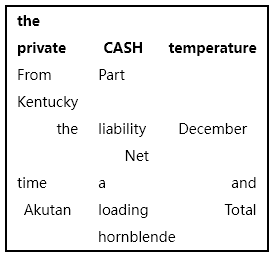 the
private CASH temperature
From Part
Kentucky
the liability December
Net
time a and
Akutan loading Total
hornblende